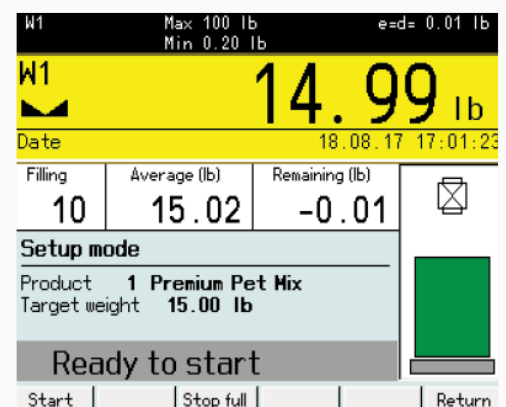 W1 Max 100 lb e=d= 0.01 lb
Min 0.20 lb
W1
14.99 lb
Date 18.08.17 17:01:23
Filling Average (lb) Remaining (lb)
10 15.02 -0.01
Setup mode
Product 1 Premium Pet Mix
Target weight 15.00 lb
Ready to start
Start Stop full Return